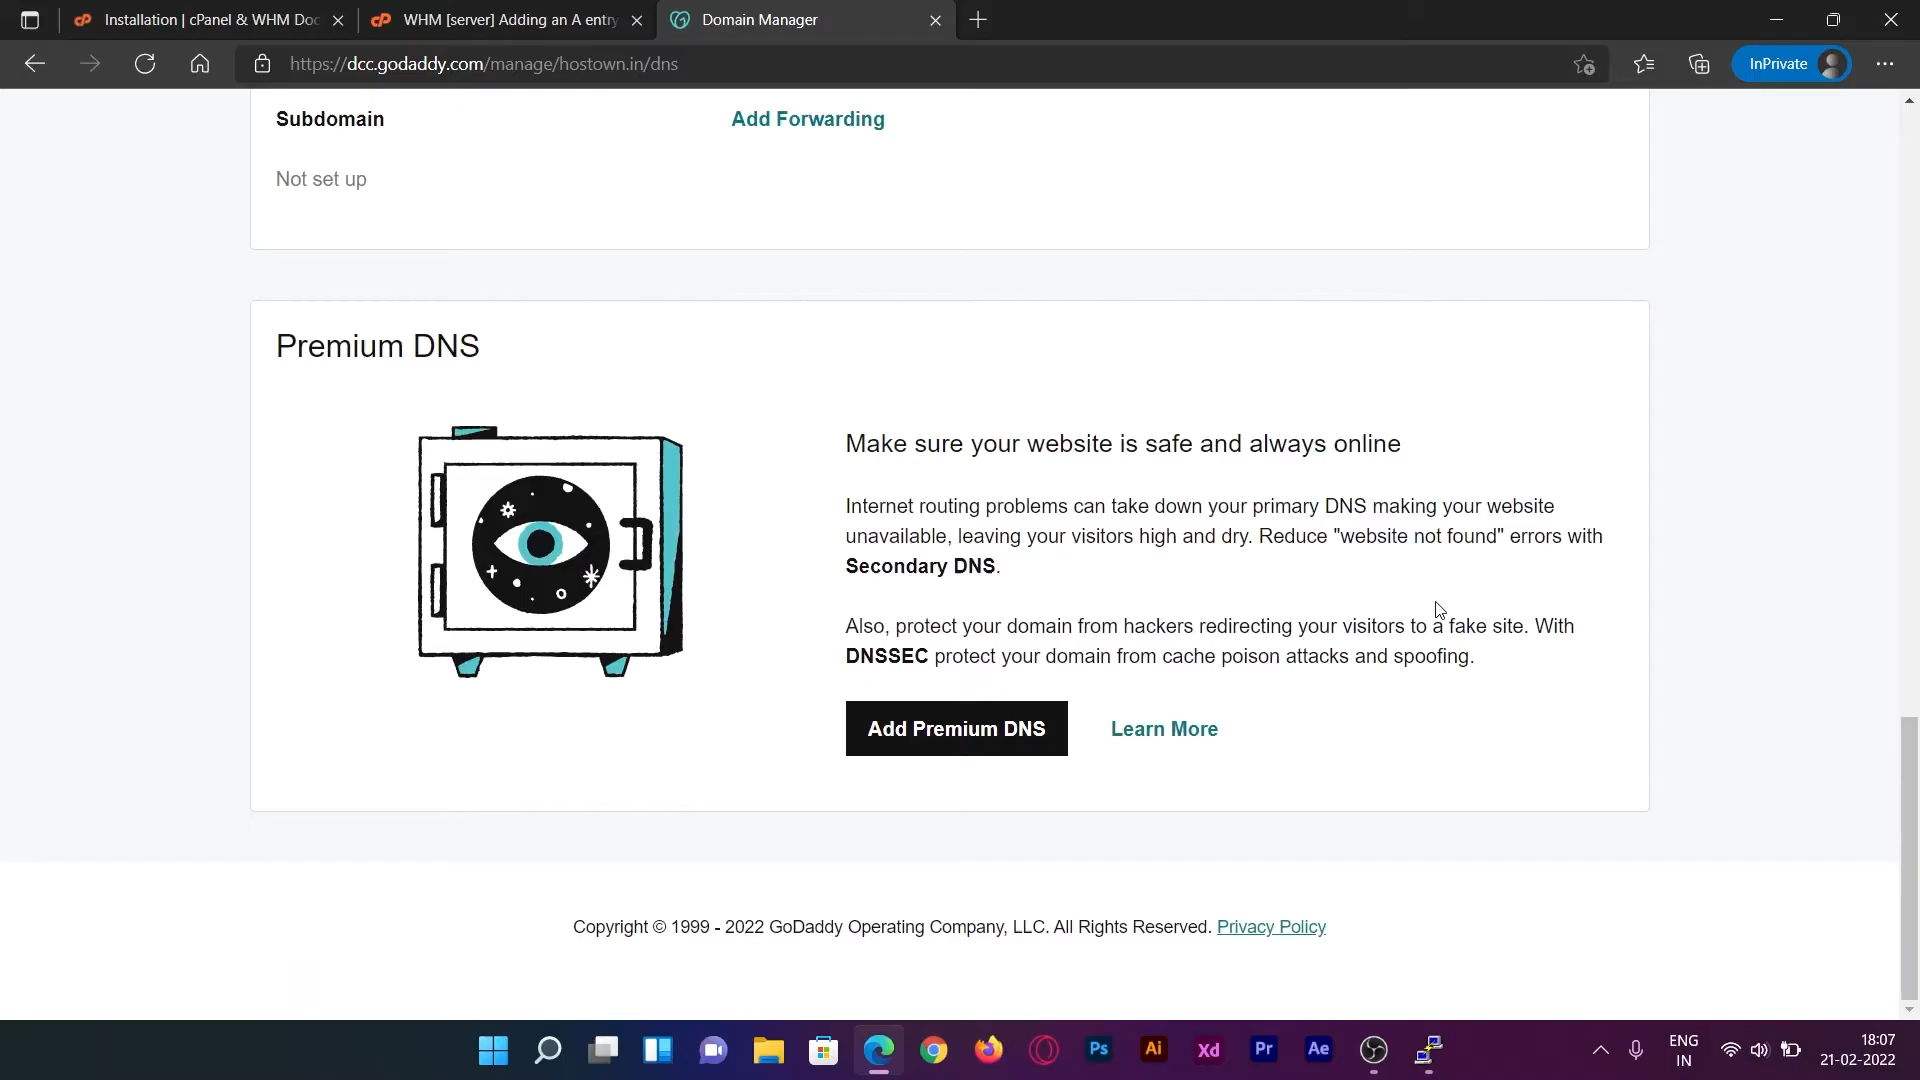 Installation | cPanel & WHM Doc
WHM [server] Adding an A entry
Domain Manager
https://dcc.godaddy.com/manage/hostown.in/dns
InPrivate
Subdomain
Add Forwarding
Not set up
Premium DNS
Make sure your website is safe and always online
Internet routing problems can take down your primary DNS making your website
unavailable, leaving your visitors high and dry. Reduce "website not found" errors with
Secondary DNS.
Also, protect your domain from hackers redirecting your visitors to a fake site. With
DNSSEC protect your domain from cache poison attacks and spoofing.
Add Premium DNS
Learn More
Copyright © 1999 - 2022 GoDaddy Operating Company, LLC. All Rights Reserved. Privacy Policy
Ps
Ai
Xd
Pr
Ae
ENG
IN
18:07
21-02-2022